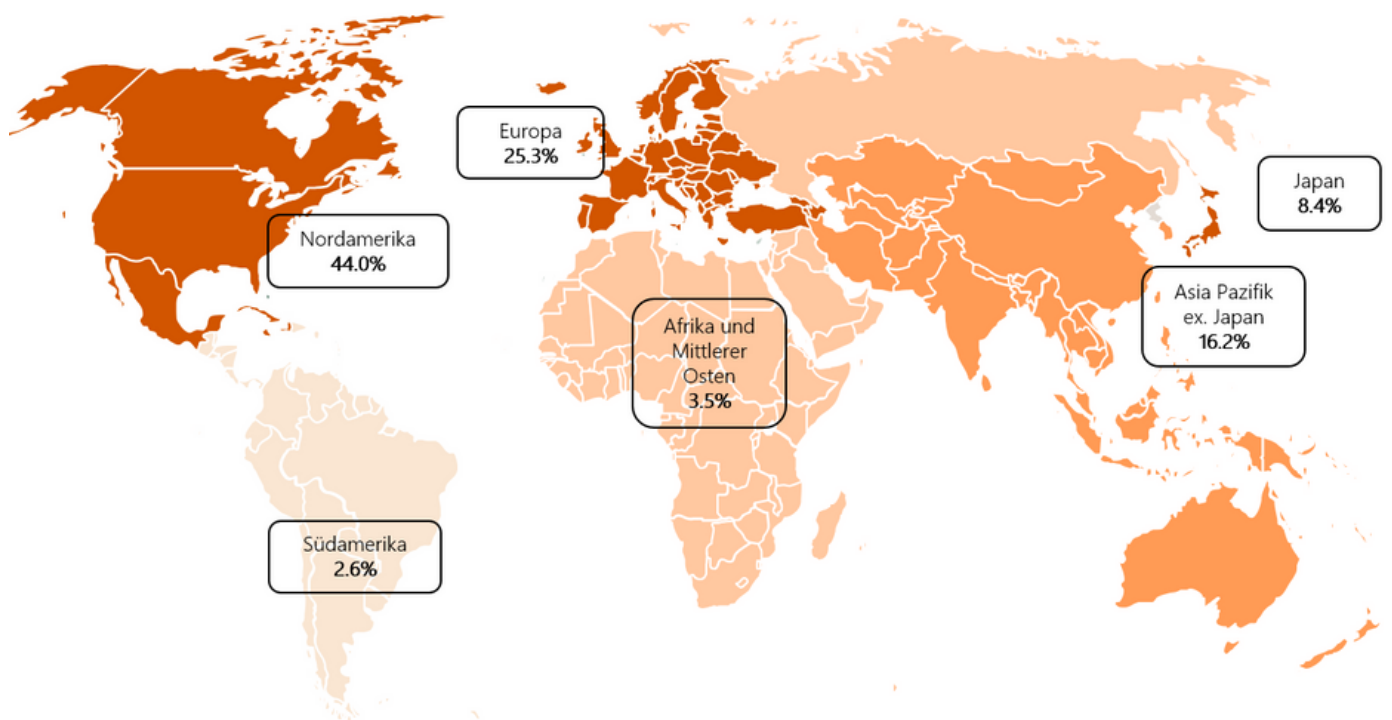 Europa
25.3%
Japan
8.4%
Nordamerika
44.0%
Asia Pazifik
ex. Japan
16.2%
Afrika und
Mittlerer
Osten
3.5%
Südamerika
2.6%